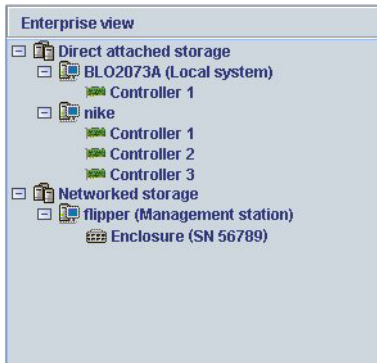 Enterprise view
Direct attached storage
BLO2073A (Local system)
Controller 1
nike
Controller 1
Controller 2
Controller 3
Networked storage
flipper (Management station)
Enclosure (SN 56789)